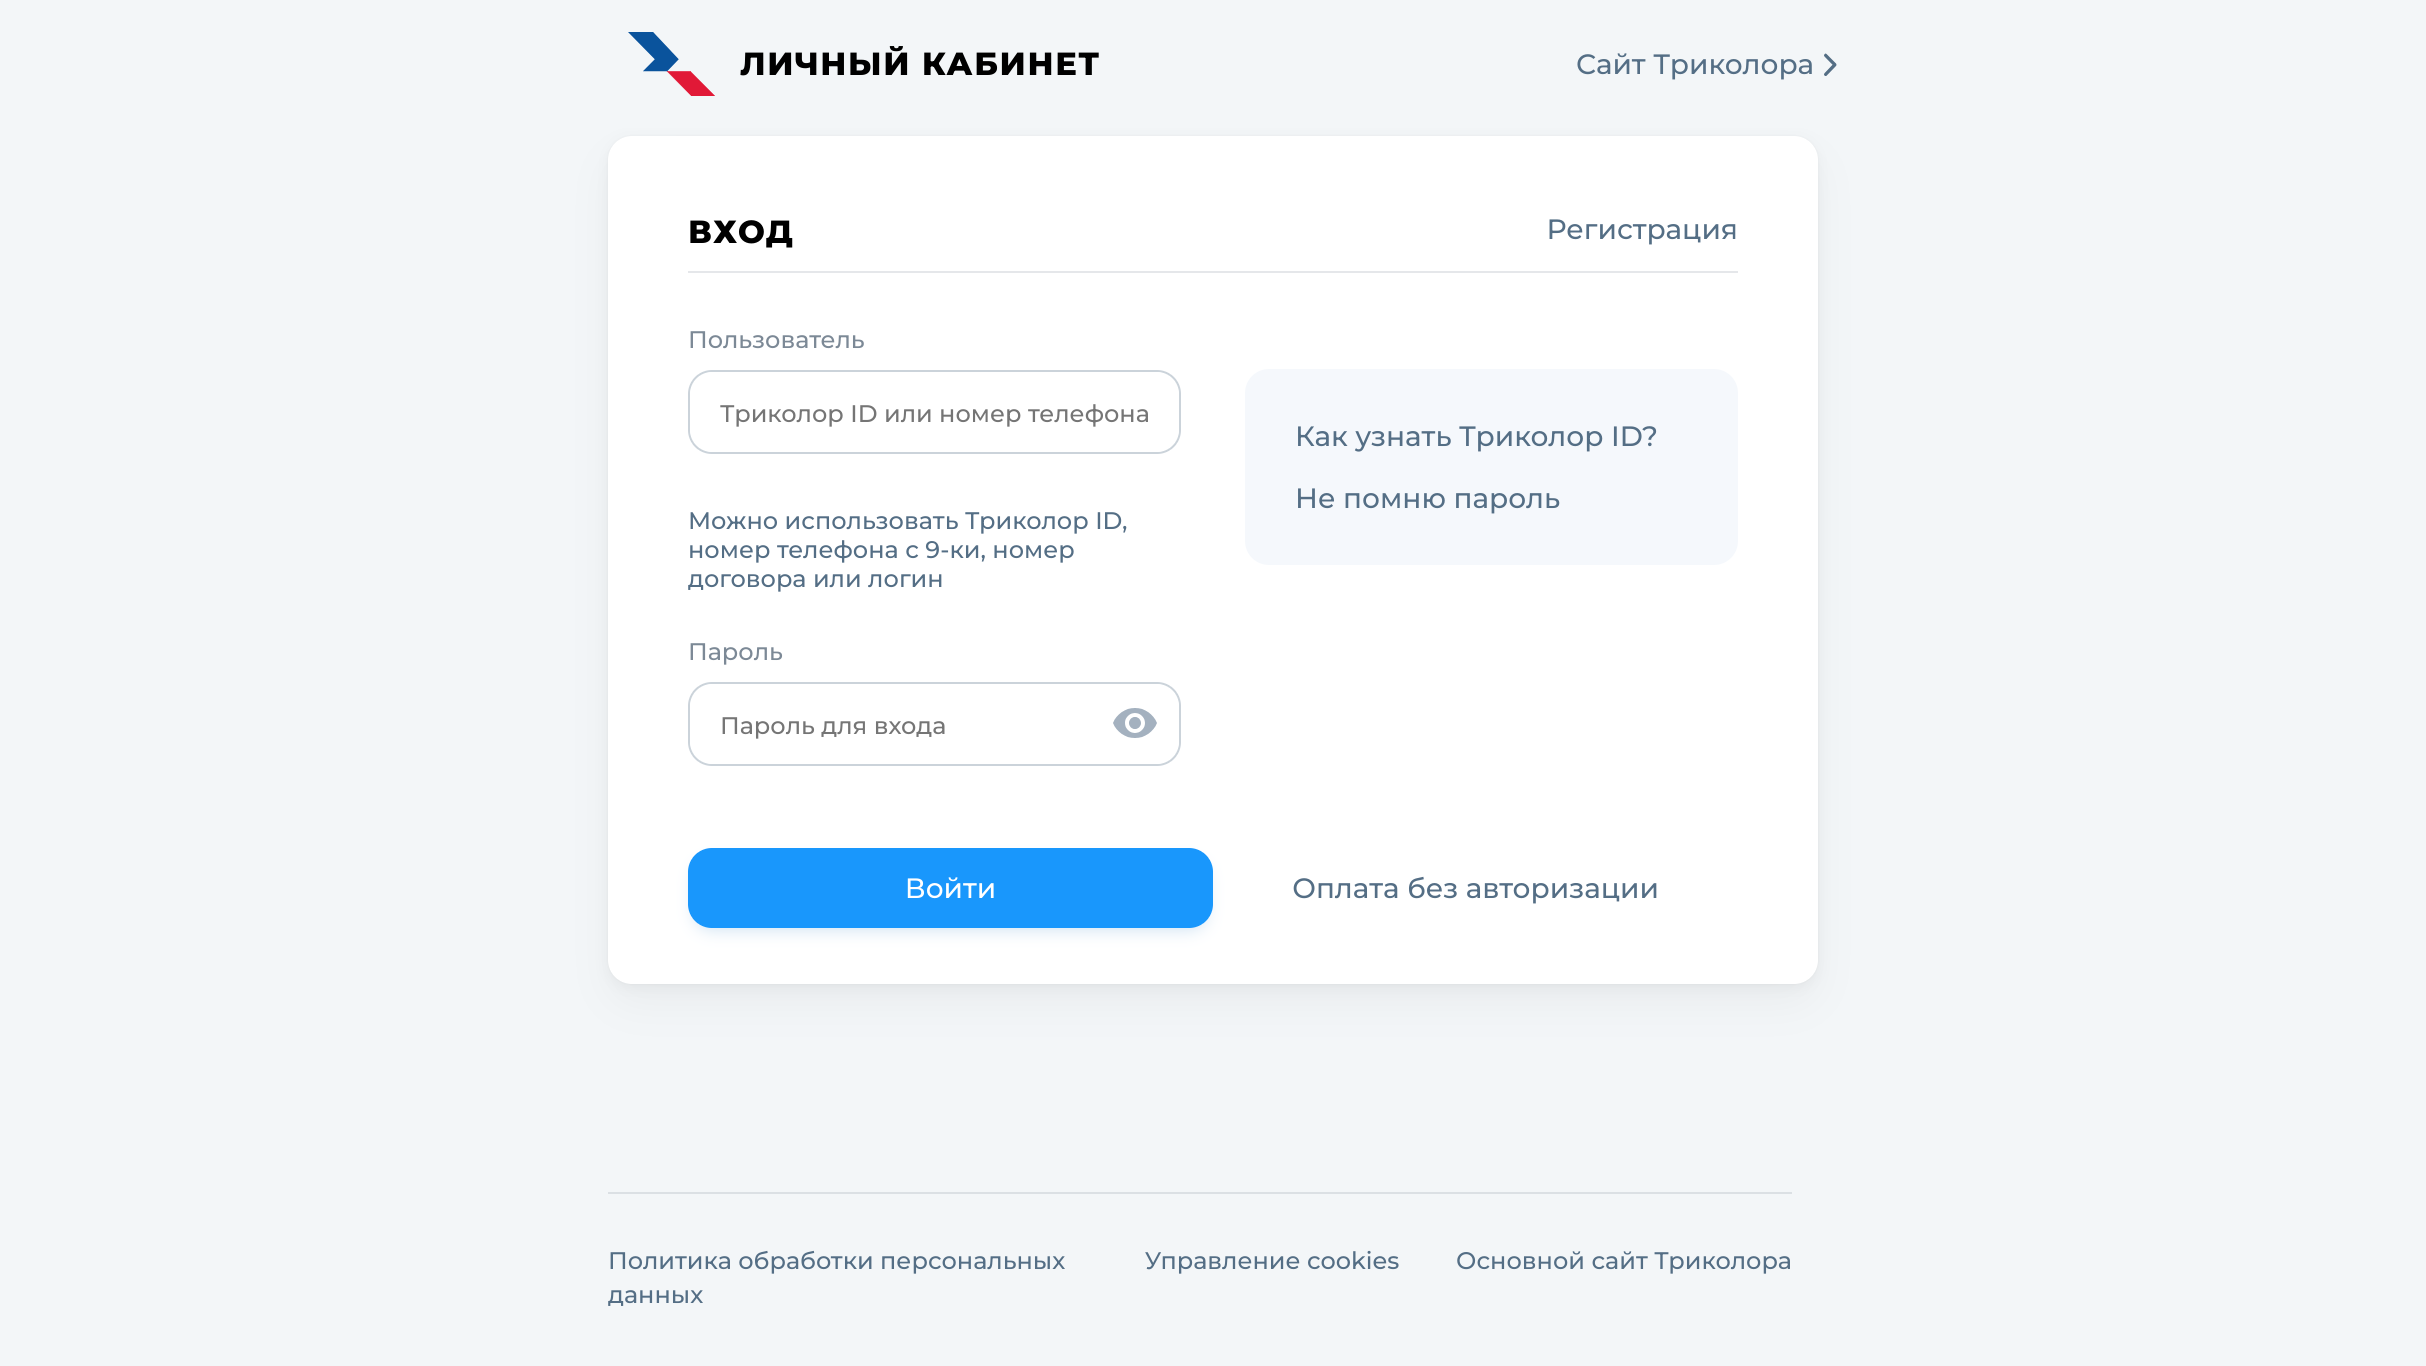 ЛИЧНЫЙ КАБИНЕТ
Сайт Триколора
ВХОД
Регистрация
Пользователь
Триколор ID или номер телефона
Как узнать Триколор ID?
Не помню пароль
Можно использовать Триколор ID,
номер телефона с 9-ки, номер
договора или логин
Пароль
Пароль для входа
Войти
Оплата без авторизации
Политика обработки персональных
данных
Управление cookies
Основной сайт Триколора